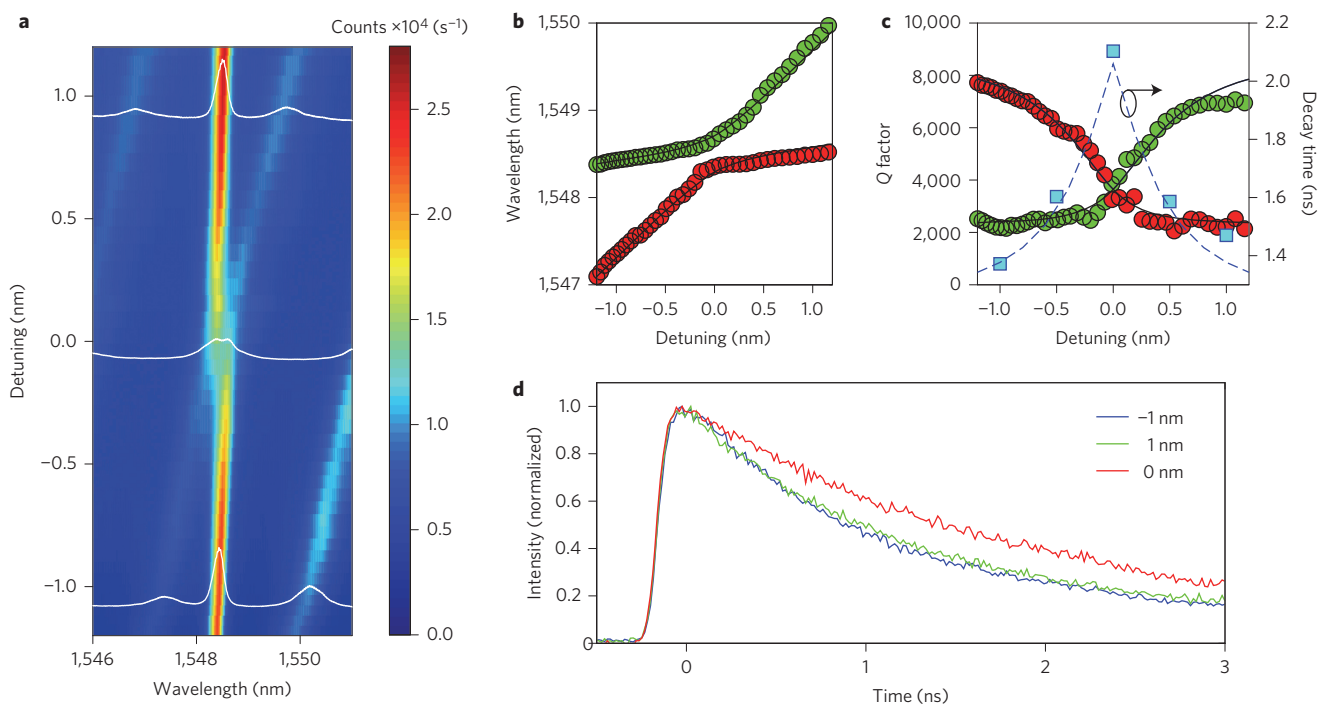 a
Counts ×10⁴ (s⁻¹)
1.0
0.5
0.0
−0.5
−1.0
Detuning (nm)
1,546
1,548
1,550
Wavelength (nm)
2.5
2.0
1.5
1.0
0.5
0.0
b
1,550
1,549
1,548
1,547
Wavelength (nm)
−1.0
−0.5
0.0
0.5
1.0
Detuning (nm)
c
10,000
8,000
6,000
4,000
2,000
0
Q factor
2.2
2.0
1.8
1.6
1.4
Decay time (ns)
−1.0
−0.5
0.0
0.5
1.0
Detuning (nm)
d
1.0
0.8
0.6
0.4
0.2
0
Intensity (normalized)
−1 nm
1 nm
0 nm
0
1
2
3
Time (ns)